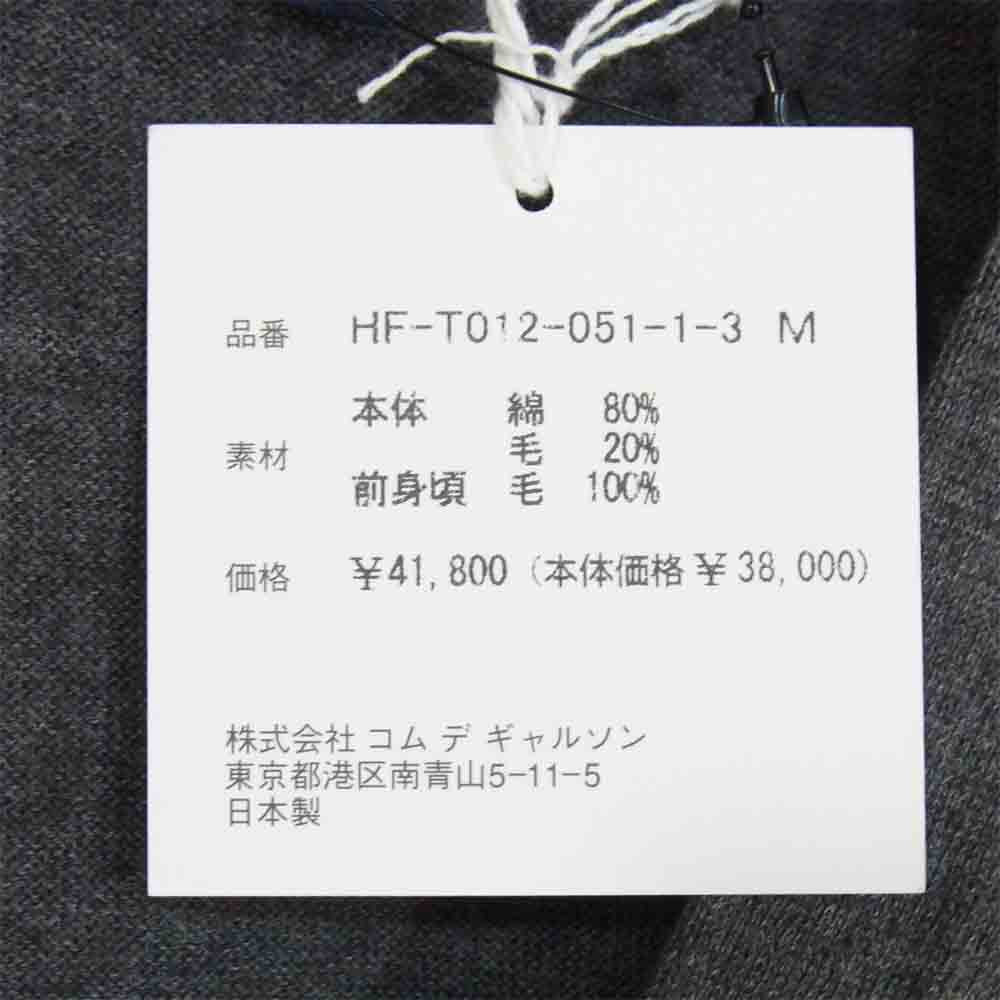 品番 HF-T012-051-1-3 M
本体 綿 80%
素材 毛 20%
前身頃 毛 100%
価格 ¥41,800 (本体価格 ¥38,000)
株式会社 コム デ ギャルソン
東京都港区南青山5-11-5
日本製